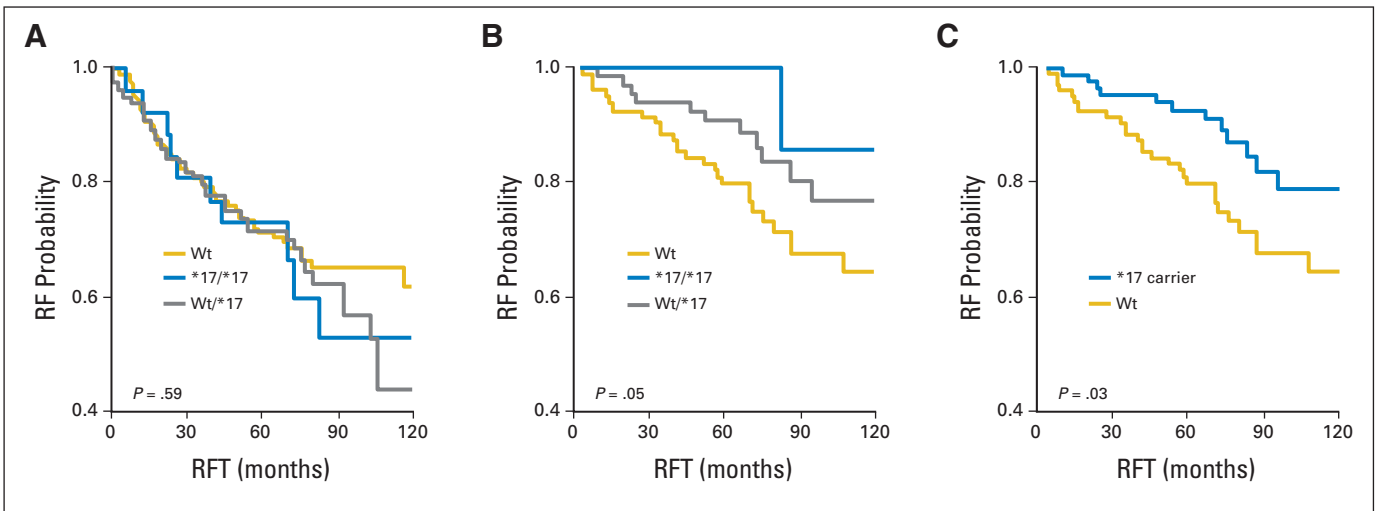 A
RF Probability
1.0
0.8
0.6
0.4
Wt
*17/*17
Wt/*17
P = .59
0 30 60 90 120
RFT (months)
B
RF Probability
1.0
0.8
0.6
0.4
Wt
*17/*17
Wt/*17
P = .05
0 30 60 90 120
RFT (months)
C
RF Probability
1.0
0.8
0.6
0.4
*17 carrier
Wt
P = .03
0 30 60 90 120
RFT (months)